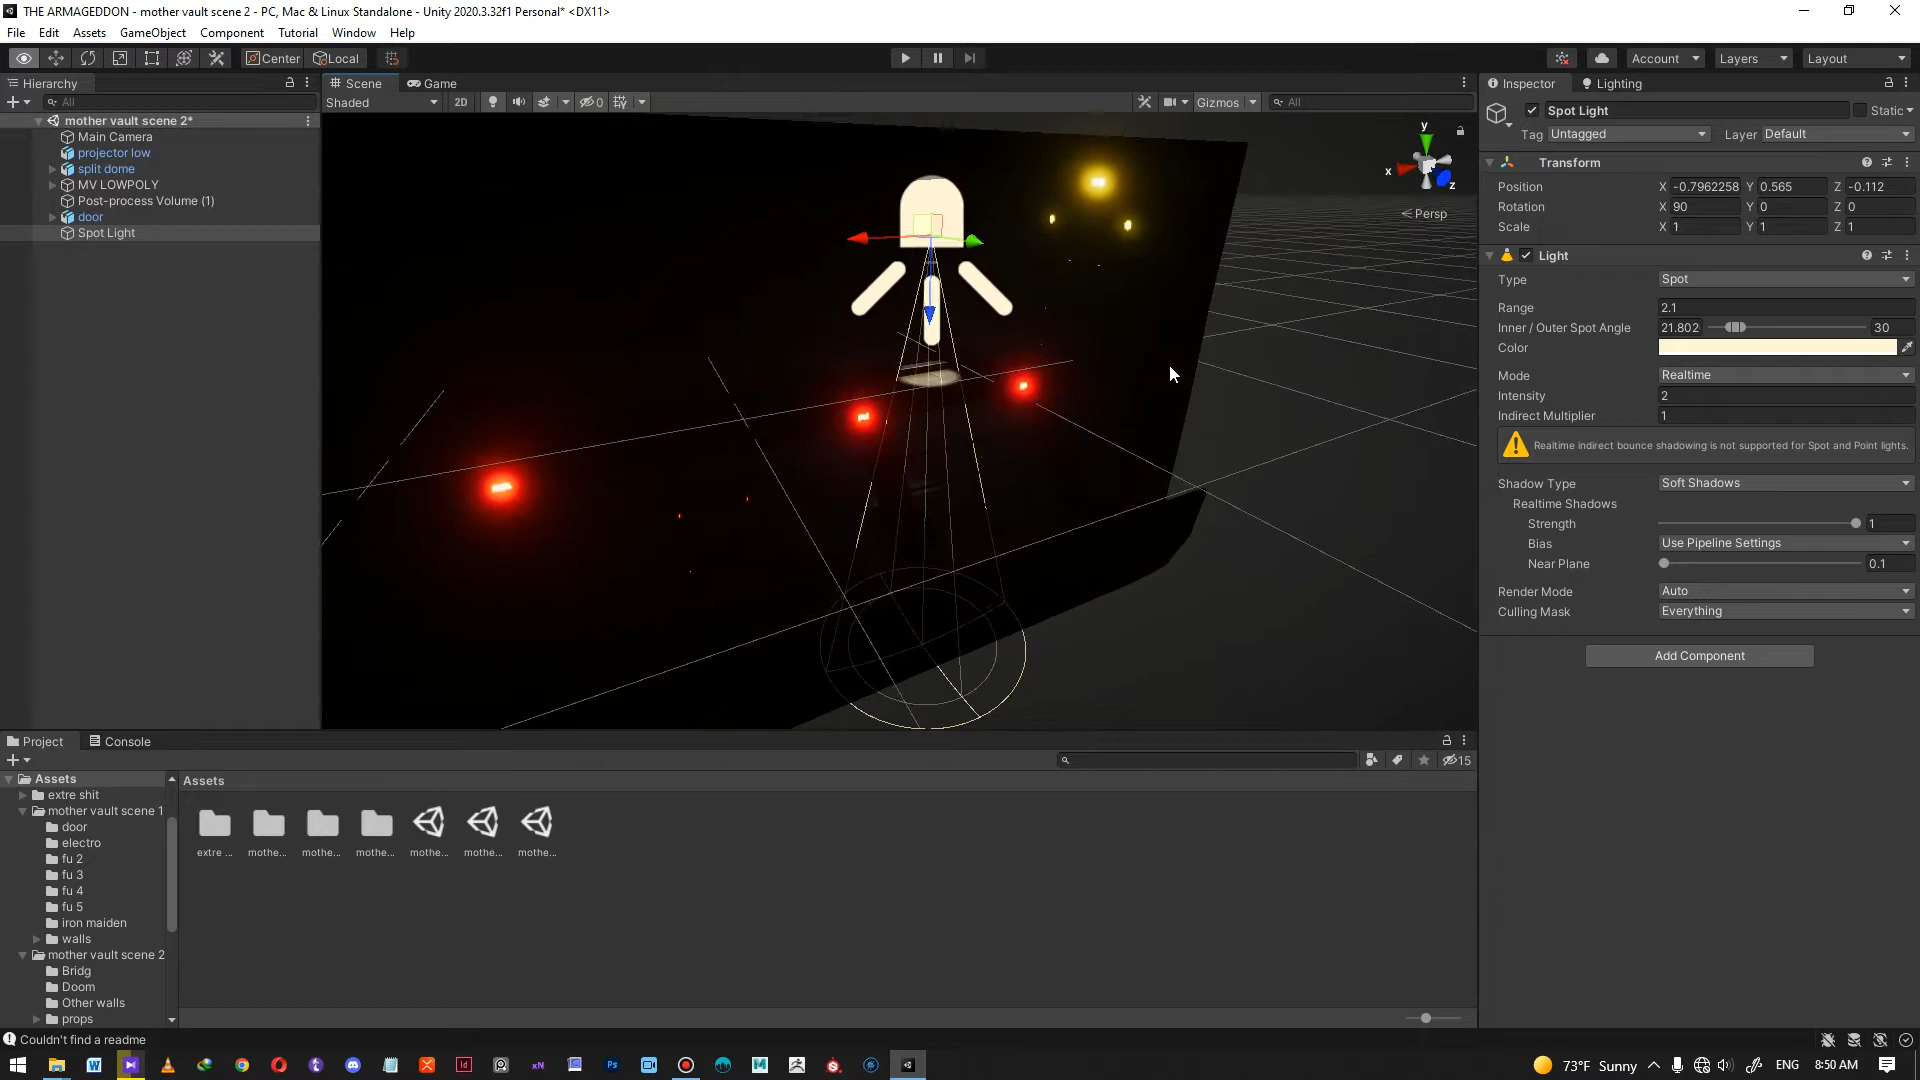 THE ARMAGEDDON - mother vault scene 2 - PC, Mac & Linux Standalone - Unity 2020.3.32f1 Personal* <DX11>
File Edit Assets GameObject Component Tutorial Window Help
Center Local Account Layers Layout
Hierarchy
All
mother vault scene 2*
Main Camera
projector low
split dome
MV LOWPOLY
Post-process Volume (1)
door
Spot Light
Scene Game
Shaded 2D 0 Gizmos All
y
x
z
Persp
Inspector Lighting
Spot Light Static
Tag Untagged Layer Default
Transform
Position X -0.7962258 Y 0.565 Z -0.112
Rotation X 90 Y 0 Z 0
Scale X 1 Y 1 Z 1
Light
Type Spot
Range 2.1
Inner / Outer Spot Angle 21.802 30
Color
Mode Realtime
Intensity 2
Indirect Multiplier 1
Realtime indirect bounce shadowing is not supported for Spot and Point lights.
Shadow Type Soft Shadows
Realtime Shadows
Strength 1
Bias Use Pipeline Settings
Near Plane 0.1
Render Mode Auto
Culling Mask Everything
Add Component
Project Console
15
Assets
extre shit
mother vault scene 1
door
electro
fu 2
fu 3
fu 4
fu 5
iron maiden
walls
mother vault scene 2
Bridg
Doom
Other walls
props
Assets
extre ... mothe... mothe... mothe... mothe... mothe... mothe...
Couldn't find a readme
73°F Sunny ENG 8:50 AM